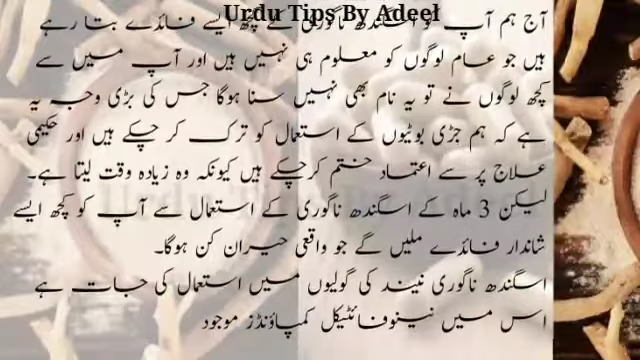 Urdu Tips By Adeel
آج ہم آپ کو اسگندھ ناگوری کے کچھ ایسے فائدے بتا رہے
ہیں جو عام لوگوں کو معلوم ہی نہیں ہیں اور آپ میں سے
کچھ لوگوں نے تو یہ نام بھی نہیں سنا ہوگا جس کی بڑی وجہ یہ
ہے کہ ہم جڑی بوٹیوں کے استعمال کو ترک کر چکے ہیں اور حکیمی
علاج پر سے اعتماد ختم کرچکے ہیں کیونکہ وہ زیادہ وقت لیتا ہے۔
لیکن 3 ماہ کے اسگندھ ناگوری کے استعمال سے آپ کو کچھ ایسے
شاندار فائدے ملیں گے جو واقعی حیران کن ہوگا۔
اسگندھ ناگوری نیند کی گولیوں میں استعمال کی جات ہے
اس میں نینوفائٹیکل کمپاؤنڈز موجود